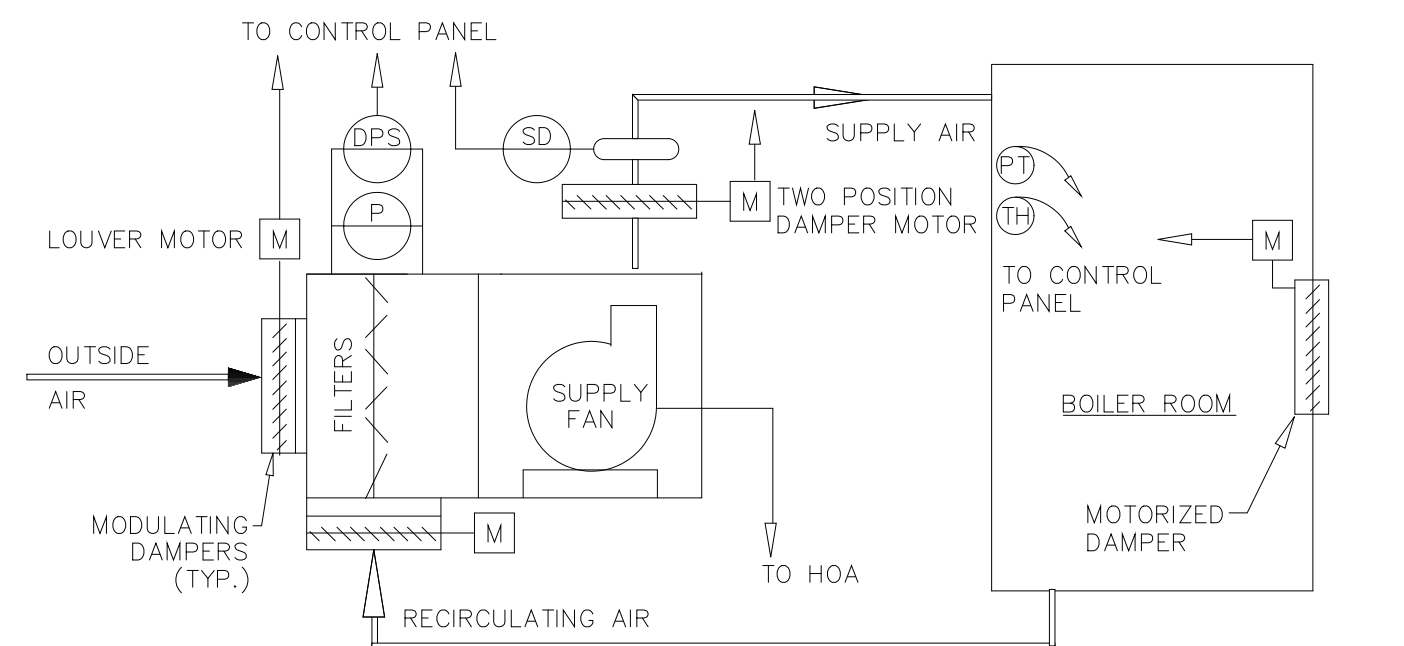 TO CONTROL PANEL
DPS
SD
SUPPLY AIR
PT
P
M
TWO POSITION
DAMPER MOTOR
TH
LOUVER MOTOR
M
M
TO CONTROL
PANEL
OUTSIDE
AIR
FILTERS
SUPPLY
FAN
BOILER ROOM
MODULATING
DAMPERS
(TYP.)
M
MOTORIZED
DAMPER
TO HOA
RECIRCULATING AIR